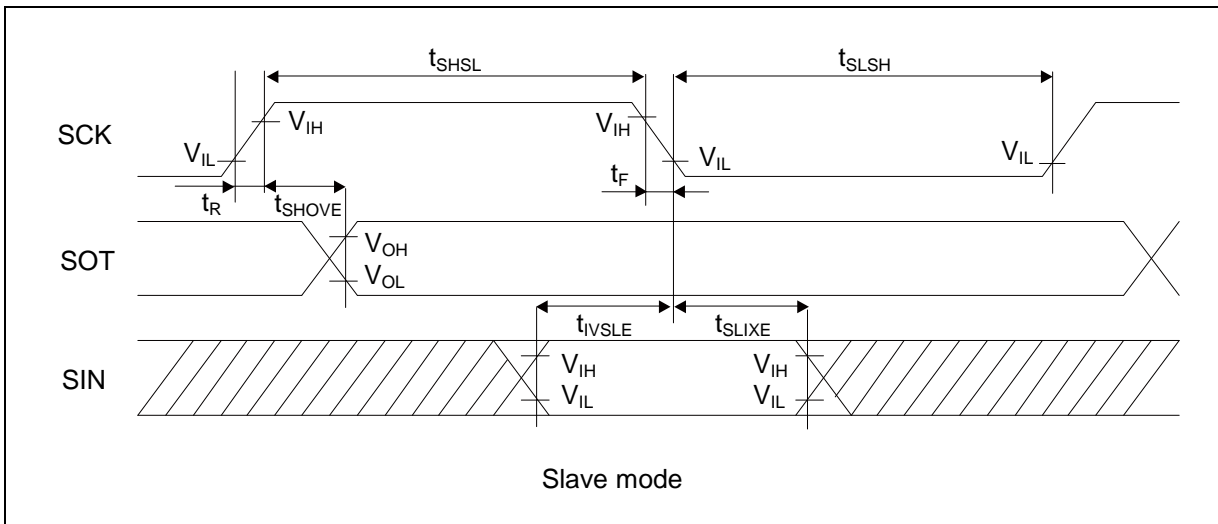 tSHSL tSLSH
SCK VIH VIH
VIL VIL VIL
tF
tR tSHOVE
SOT VOH
VOL
tIVSLE tSLIXE
SIN VIH VIH
VIL VIL
Slave mode